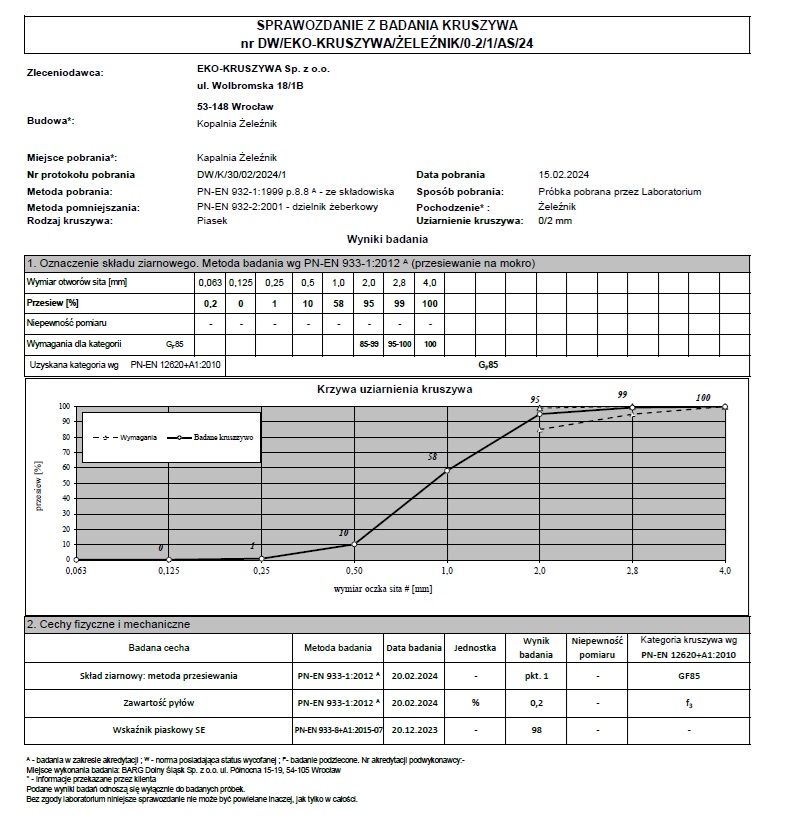 SPRAWOZDANIE Z BADANIA KRUSZYWA
nr DW/EKO-KRUSZYWA/ŻELEŹNIK/0-2/1/AS/24
Zleceniodawca: EKO-KRUSZYWA Sp. z o.o.
ul. Wolbromska 18/1B
53-148 Wrocław
Budowa*: Kopalnia Żeleźnik
Miejsce pobrania*: Kapalnia Żeleźnik
Nr protokołu pobrania DW/K/30/02/2024/1 Data pobrania 15.02.2024
Metoda pobrania: PN-EN 932-1:1999 p.8.8 ᴬ - ze składowiska Sposób pobrania: Próbka pobrana przez Laboratorium
Metoda pomniejszania: PN-EN 932-2:2001 - dzielnik żeberkowy Pochodzenie* : Żeleźnik
Rodzaj kruszywa: Piasek Uziarnienie kruszywa: 0/2 mm
Wyniki badania
1. Oznaczenie składu ziarnowego. Metoda badania wg PN-EN 933-1:2012 ᴬ (przesiewanie na mokro)
Wymiar otworów sita [mm] 0,063 0,125 0,25 0,5 1,0 2,0 2,8 4,0
Przesiew [%] 0,2 0 1 10 58 95 99 100
Niepewność pomiaru - - - - - - - -
Wymagania dla kategorii GF85 85-99 95-100 100
Uzyskana kategoria wg PN-EN 12620+A1:2010 GF85
Krzywa uziarnienia kruszywa
95 99 100
100
90
80
70
60
50
40
30
20
10
0
Wymagania Badane kruszywo
58
10
0 1
przesiew [%]
0,063 0,125 0,25 0,50 1,0 2,0 2,8 4,0
wymiar oczka sita # [mm]
2. Cechy fizyczne i mechaniczne
Badana cecha Metoda badania Data badania Jednostka Wynik badania Niepewność pomiaru Kategoria kruszywa wg PN-EN 12620+A1:2010
Skład ziarnowy: metoda przesiewania PN-EN 933-1:2012 ᴬ 20.02.2024 - pkt. 1 - GF85
Zawartość pyłów PN-EN 933-1:2012 ᴬ 20.02.2024 % 0,2 - f₃
Wskaźnik piaskowy SE PN-EN 933-8+A1:2015-07 20.12.2023 - 98 - -
ᴬ - badania w zakresie akredytacji ; ᵂ - norma posiadająca status wycofanej ; ᴾ- badanie podzlecone. Nr akredytacji podwykonawcy:-
Miejsce wykonania badania: BARG Dolny Śląsk Sp. z o.o. ul. Północna 15-19, 54-105 Wrocław
* - informacje przekazane przez klienta
Podane wyniki badań odnoszą się wyłącznie do badanych próbek.
Bez zgody laboratorium niniejsze sprawozdanie nie może być powielane inaczej, jak tylko w całości.